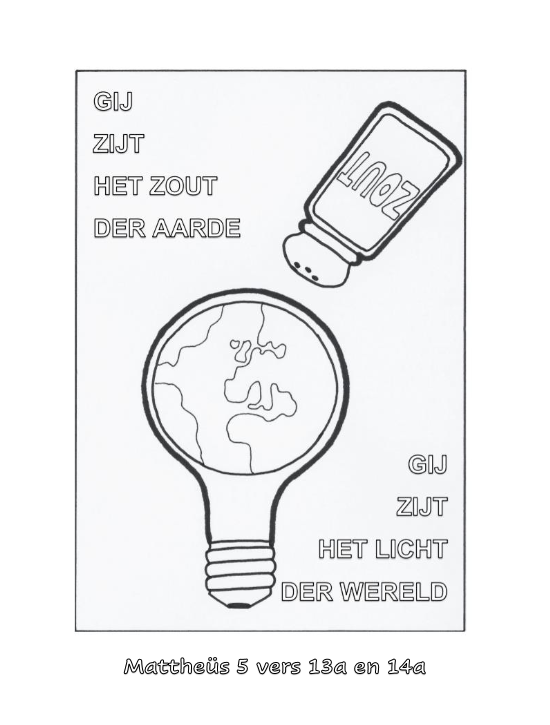 GIJ
ZIJT
HET ZOUT
DER AARDE
ZOUT
GIJ
ZIJT
HET LICHT
DER WERELD
Mattheüs 5 vers 13a en 14a